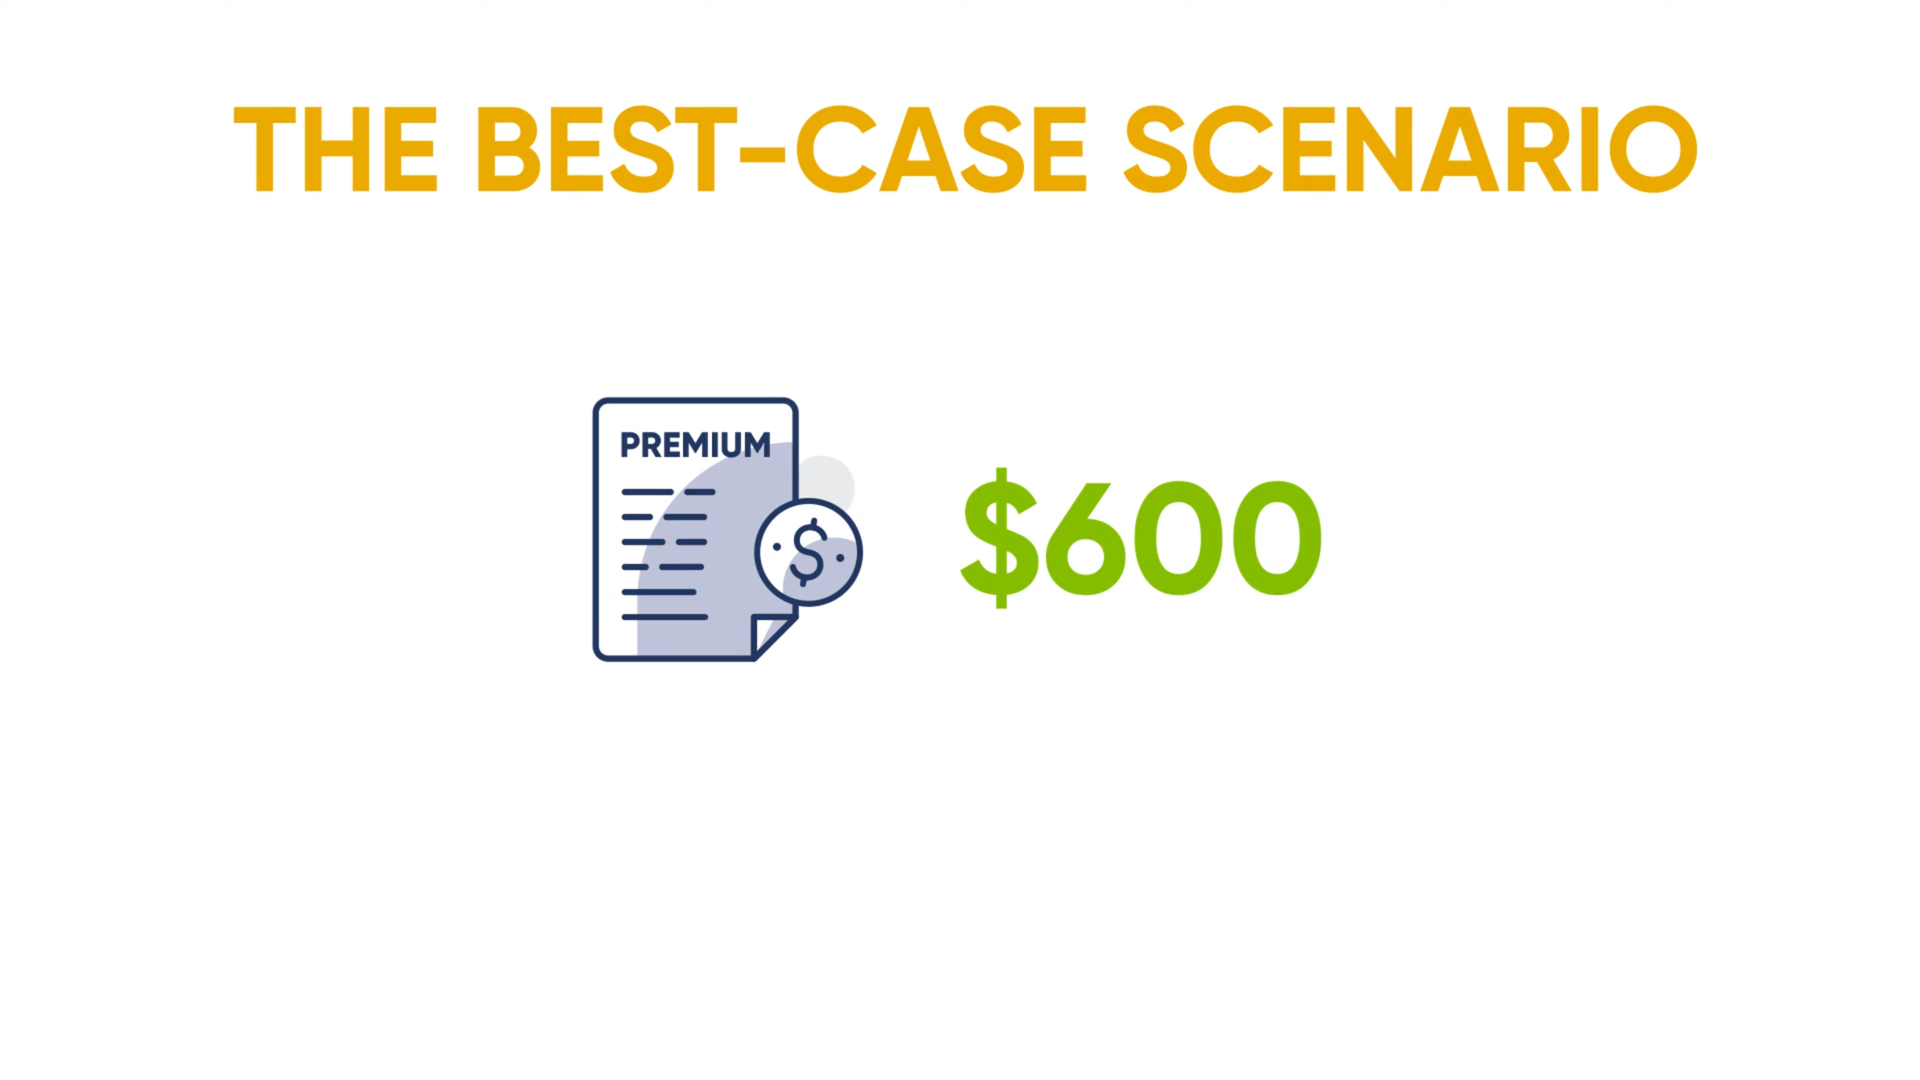 THE BEST-CASE SCENARIO
PREMIUM
$
$600